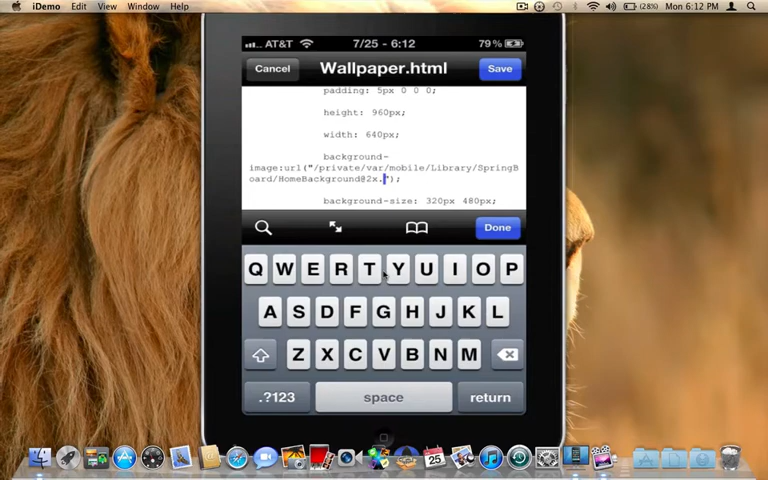 iDemo Edit View Window Help (28%) Mon 6:12 PM
AT&T 7/25 - 6:12 79%
Cancel Wallpaper.html Save
padding: 5px 0 0 0;
height: 960px;
width: 640px;
background-
image:url("/private/var/mobile/Library/SpringB
oard/HomeBackground@2x.");
background-size: 320px 480px;
Done
Q W E R T Y U I O P
A S D F G H J K L
Z X C V B N M
.?123 space return
25